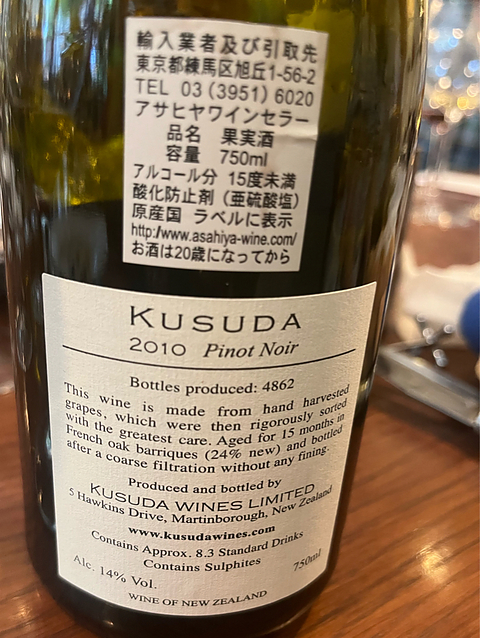 輸入業者及び引取先
東京都練馬区旭丘1-56-2
TEL 03 (3951) 6020
アサヒヤワインセラー
品名 果実酒
容量 750ml
アルコール分 15度未満
酸化防止剤（亜硫酸塩）
原産国 ラベルに表示
http://www.asahiya-wine.com/
お酒は20歳になってから
KUSUDA
2010 Pinot Noir
Bottles produced: 4862
This wine is made from hand harvested
grapes, which were then rigorously sorted
with the greatest care. Aged for 15 months in
French oak barriques (24% new) and bottled
after a coarse filtration without any fining.
Produced and bottled by
KUSUDA WINES LIMITED
5 Hawkins Drive, Martinborough, New Zealand
www.kusudawines.com
Contains Approx. 8.3 Standard Drinks
Contains Sulphites
Alc. 14% Vol.
750ml
WINE OF NEW ZEALAND